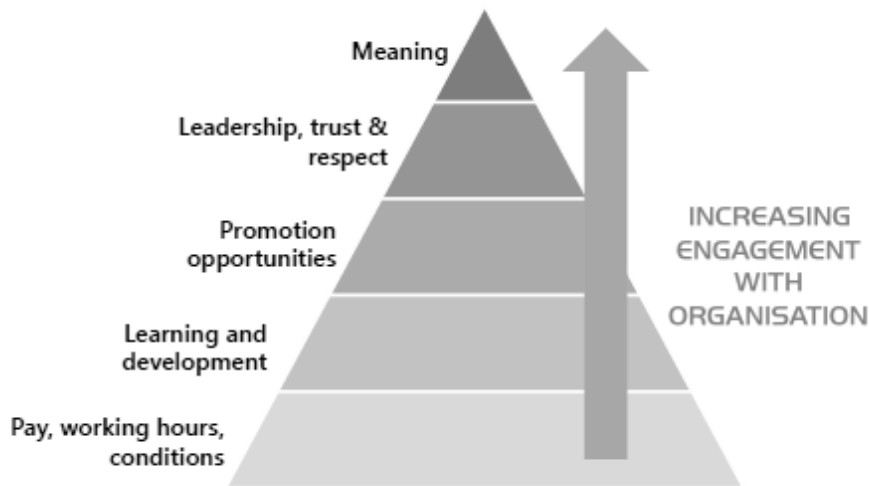 Meaning
Leadership, trust &
respect
Promotion
opportunities
Learning and
development
Pay, working hours,
conditions
INCREASING
ENGAGEMENT
WITH
ORGANISATION